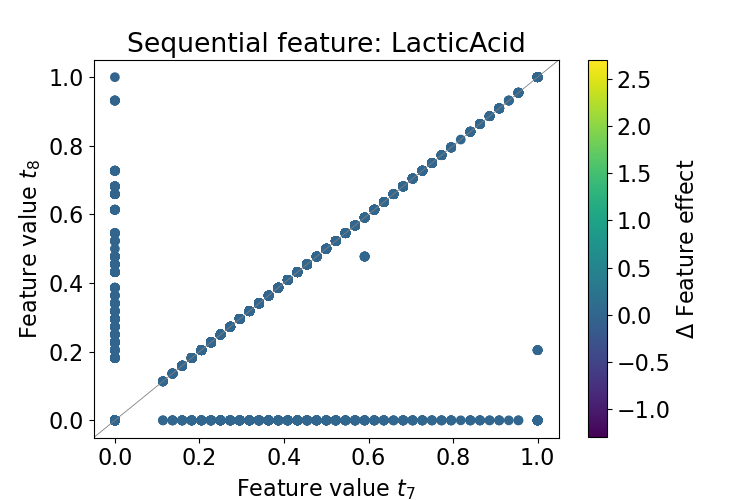 Sequential feature: LacticAcid
1.0
0.8
0.6
0.4
0.2
0.0
Feature value t₈
0.0 0.2 0.4 0.6 0.8 1.0
Feature value t₇
2.5
2.0
1.5
1.0
0.5
0.0
−0.5
−1.0
Δ Feature effect